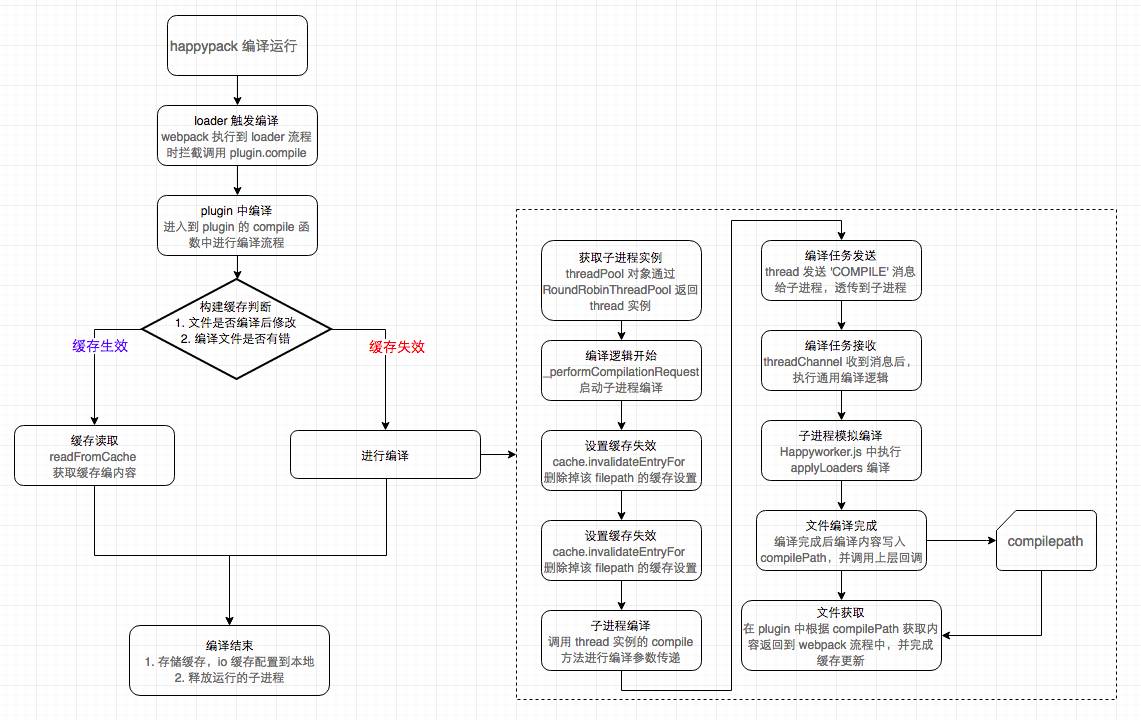 happypack 编译运行
loader 触发编译
webpack 执行到 loader 流程
时拦截调用 plugin.compile
plugin 中编译
进入到 plugin 的 compile 函
数中进行编译流程
构建缓存判断
1. 文件是否编译后修改
2. 编译文件是否有错
缓存生效
缓存失效
缓存读取
readFromCache
获取缓存编内容
进行编译
编译结束
1. 存储缓存，io 缓存配置到本地
2. 释放运行的子进程
获取子进程实例
threadPool 对象通过
RoundRobinThreadPool 返回
thread 实例
编译逻辑开始
_performCompilationRequest
启动子进程编译
设置缓存失效
cache.invalidateEntryFor
删除掉该 filepath 的缓存设置
设置缓存失效
cache.invalidateEntryFor
删除掉该 filepath 的缓存设置
子进程编译
调用 thread 实例的 compile
方法进行编译参数传递
编译任务发送
thread 发送 'COMPILE' 消息
给子进程，透传到子进程
编译任务接收
threadChannel 收到消息后，
执行通用编译逻辑
子进程模拟编译
Happyworker.js 中执行
applyLoaders 编译
文件编译完成
编译完成后编译内容写入
compilePath，并调用上层回调
compilepath
文件获取
在 plugin 中根据 compilePath 获取内
容返回到 webpack 流程中，并完成
缓存更新